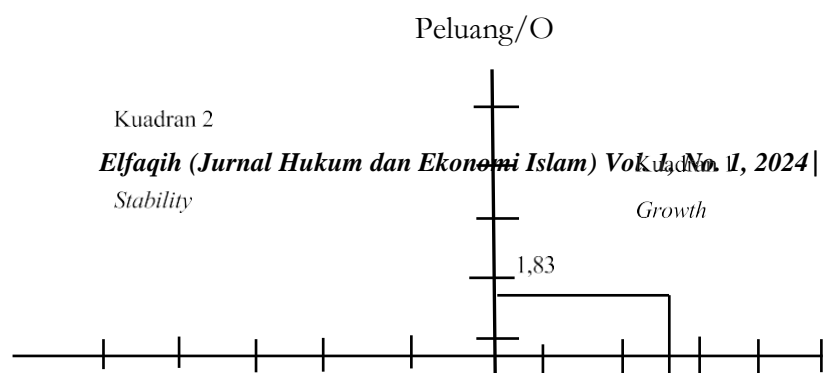 Peluang/O
Kuadran 2
Elfaqih (Jurnal Hukum dan Ekonomi Islam) Vol. 1, No. 1, 2024|
Kuadran 1
Stability
Growth
1,83